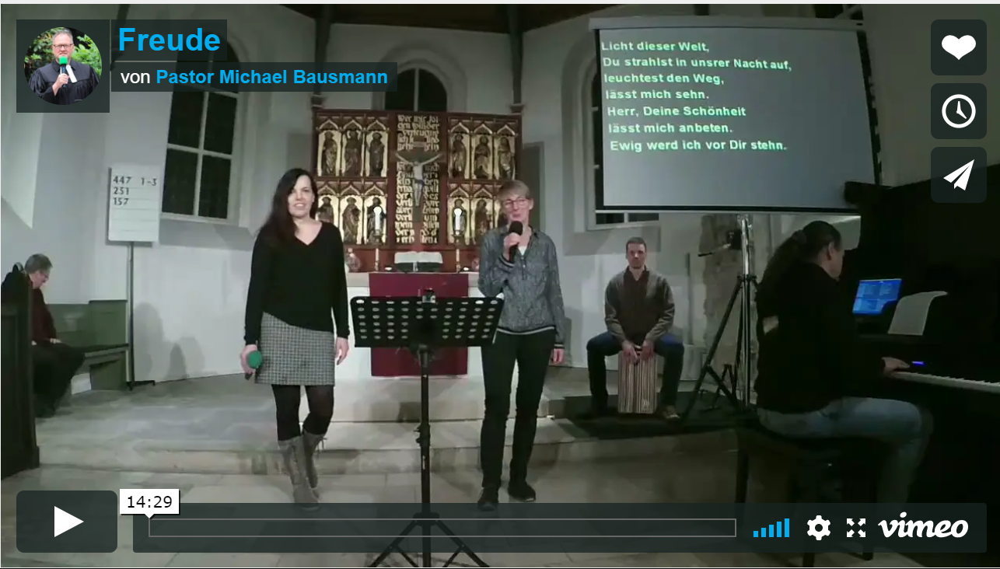 Freude
von Pastor Michael Bausmann
Licht dieser Welt,
Du strahlst in unsrer Nacht auf,
leuchtest den Weg,
lässt mich sehn.
Herr, Deine Schönheit
lässt mich anbeten.
Ewig werd ich vor Dir stehn.
447 1-3
251
157
14:29
vimeo